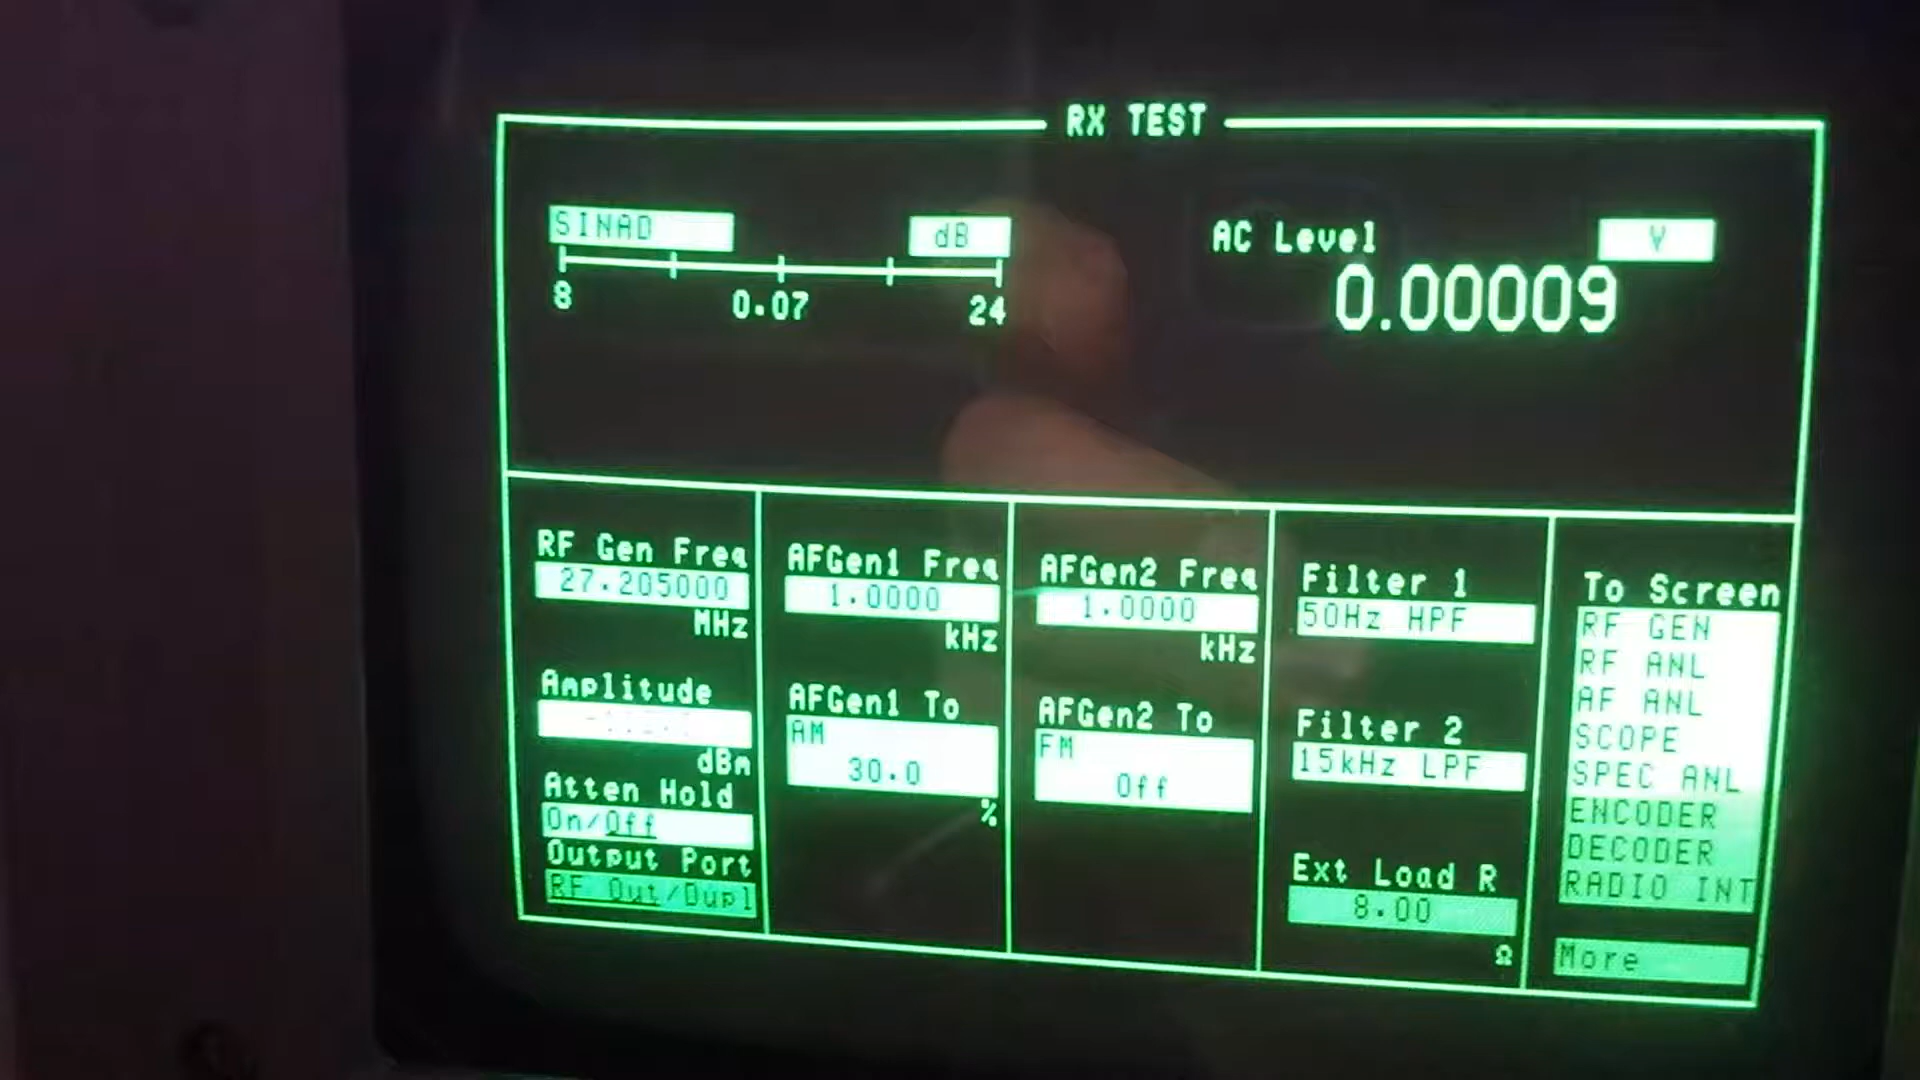 RX TEST
SINAD dB
8 0.07 24
AC Level V
0.00009
RF Gen Freq
27.205000
MHz
Amplitude
dBm
Atten Hold
On/Off
Output Port
RF Out/Dupl
AFGen1 Freq
1.0000
kHz
AFGen1 To
AM
30.0
%
AFGen2 Freq
1.0000
kHz
AFGen2 To
FM
Off
Filter 1
50Hz HPF
Filter 2
15kHz LPF
Ext Load R
8.00
Ω
To Screen
RF GEN
RF ANL
AF ANL
SCOPE
SPEC ANL
ENCODER
DECODER
RADIO INT
More